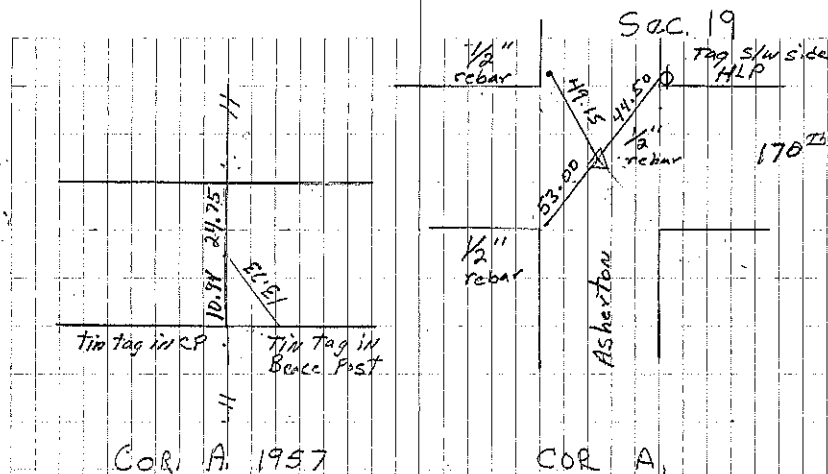 Sec. 19
1/2"
rebar
Tag s/w side
HLP
49.15
44.50
1/2"
rebar
170th
53.00
1/2"
rebar
Asherton
24.75
10.94
13.73
Tin tag in CP
Tin Tag in
Brace Post
COR. A. 1957
COR A.